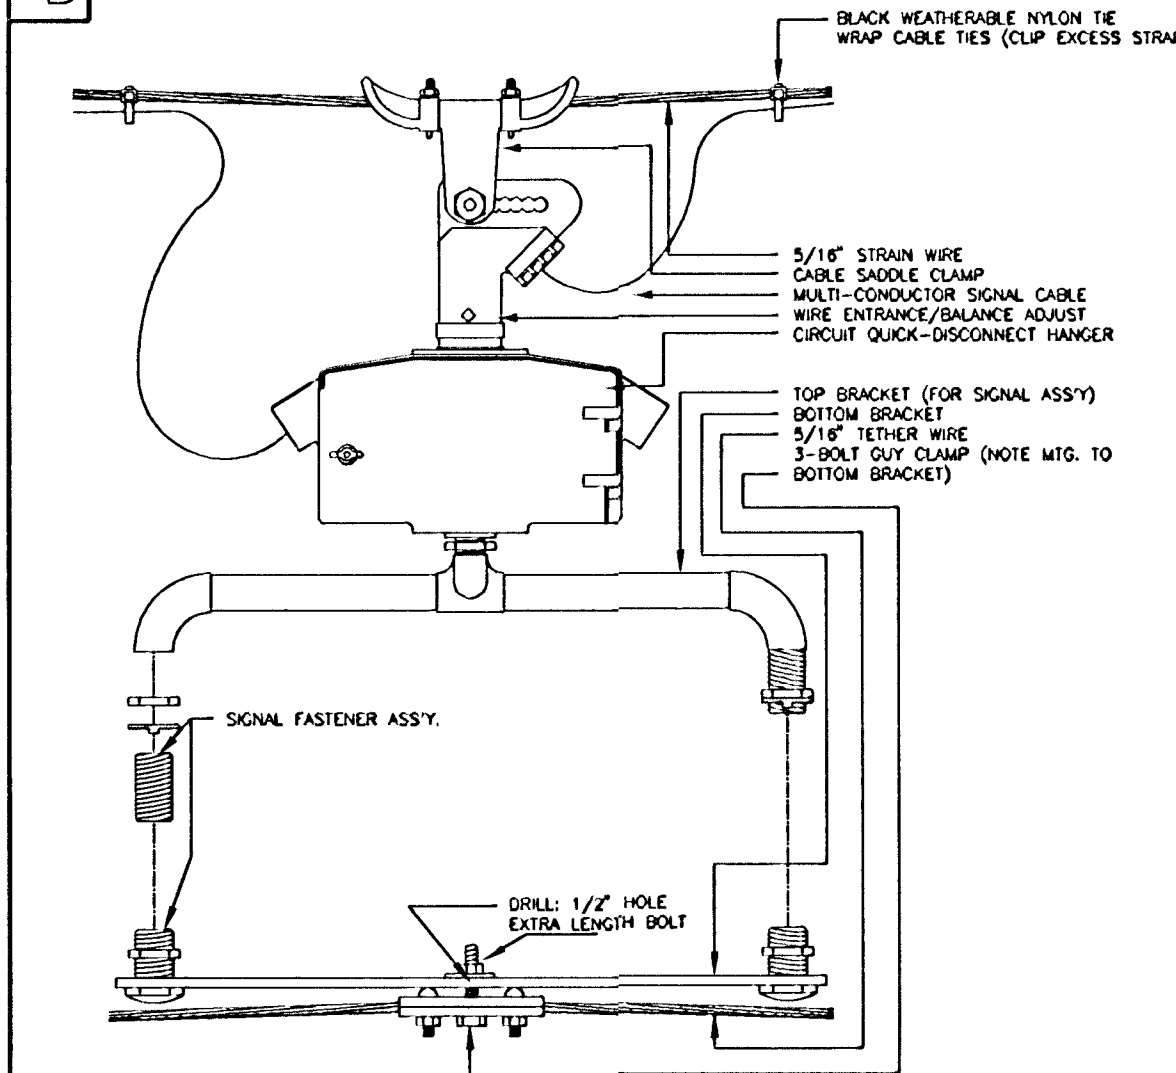 BLACK WEATHERABLE NYLON TIE
WRAP CABLE TIES (CLIP EXCESS
5/16" STRAIN WIRE
CABLE SADDLE CLAMP
MULTI-CONDUCTOR SIGNAL CABLE
WIRE ENTRANCE/BALANCE ADJUST
CIRCUIT QUICK-DISCONNECT HANGER
TOP BRACKET (FOR SIGNAL ASS'Y)
BOTTOM BRACKET
5/16" TETHER WIRE
3-BOLT GUY CLAMP (NOTE MTG. TO
BOTTOM BRACKET)
SIGNAL FASTENER ASS'Y.
DRILL: 1/2" HOLE
EXTRA LENGTH BOLT